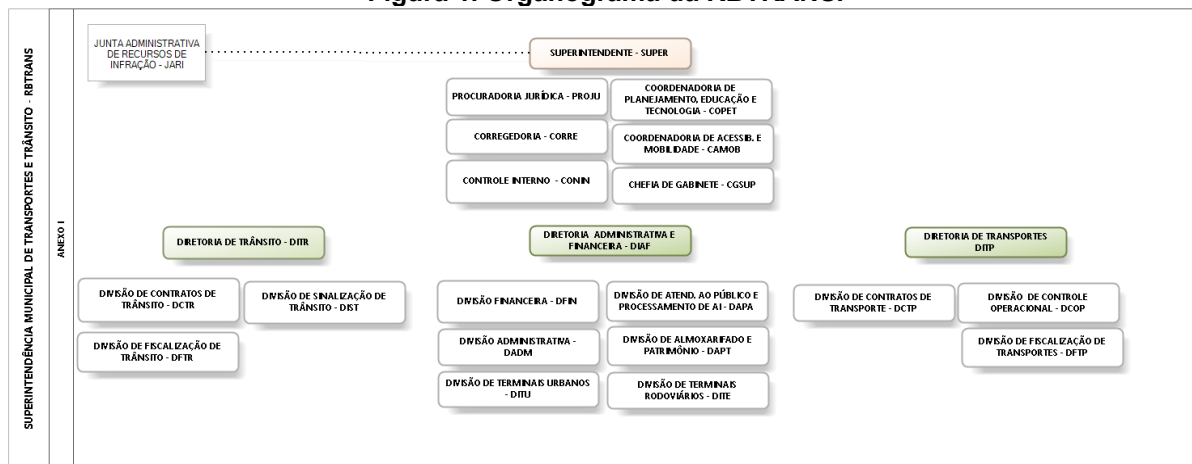 Figura 1. Organograma da RBTRANS.
SUPERINTENDÊNCIA MUNICIPAL DE TRANSPORTES E TRÂNSITO - RBTRANS
ANEXO I
JUNTA ADMINISTRATIVA
DE RECURSOS DE
INFRAÇÃO - JARI
SUPERINTENDENTE - SUPER
PROCURADORIA JURÍDICA - PROJU
COORDENADORIA DE
PLANEJAMENTO, EDUCAÇÃO E
TECNOLOGIA - COPET
CORREGEDORIA - CORRE
COORDENADORIA DE ACESSIB. E
MOBILIDADE - CAMOB
CONTROLE INTERNO - CONIN
CHEFIA DE GABINETE - CGSUP
DIRETORIA DE TRÂNSITO - DITR
DIRETORIA ADMINISTRATIVA E
FINANCEIRA - DIAF
DIRETORIA DE TRANSPORTES
DITP
DIVISÃO DE CONTRATOS DE
TRÂNSITO - DCTR
DIVISÃO DE SINALIZAÇÃO DE
TRÂNSITO - DIST
DIVISÃO DE FISCALIZAÇÃO DE
TRÂNSITO - DFTR
DIVISÃO FINANCEIRA - DFIN
DIVISÃO DE ATEND. AO PÚBLICO E
PROCESSAMENTO DE AI - DAPA
DIVISÃO ADMINISTRATIVA -
DADM
DIVISÃO DE ALMOXARIFADO E
PATRIMÔNIO - DAPT
DIVISÃO DE TERMINAIS URBANOS
- DITU
DIVISÃO DE TERMINAIS
RODOVIÁRIOS - DITE
DIVISÃO DE CONTRATOS DE
TRANSPORTE - DCTP
DIVISÃO DE CONTROLE
OPERACIONAL - DCOP
DIVISÃO DE FISCALIZAÇÃO DE
TRANSPORTES - DFTP